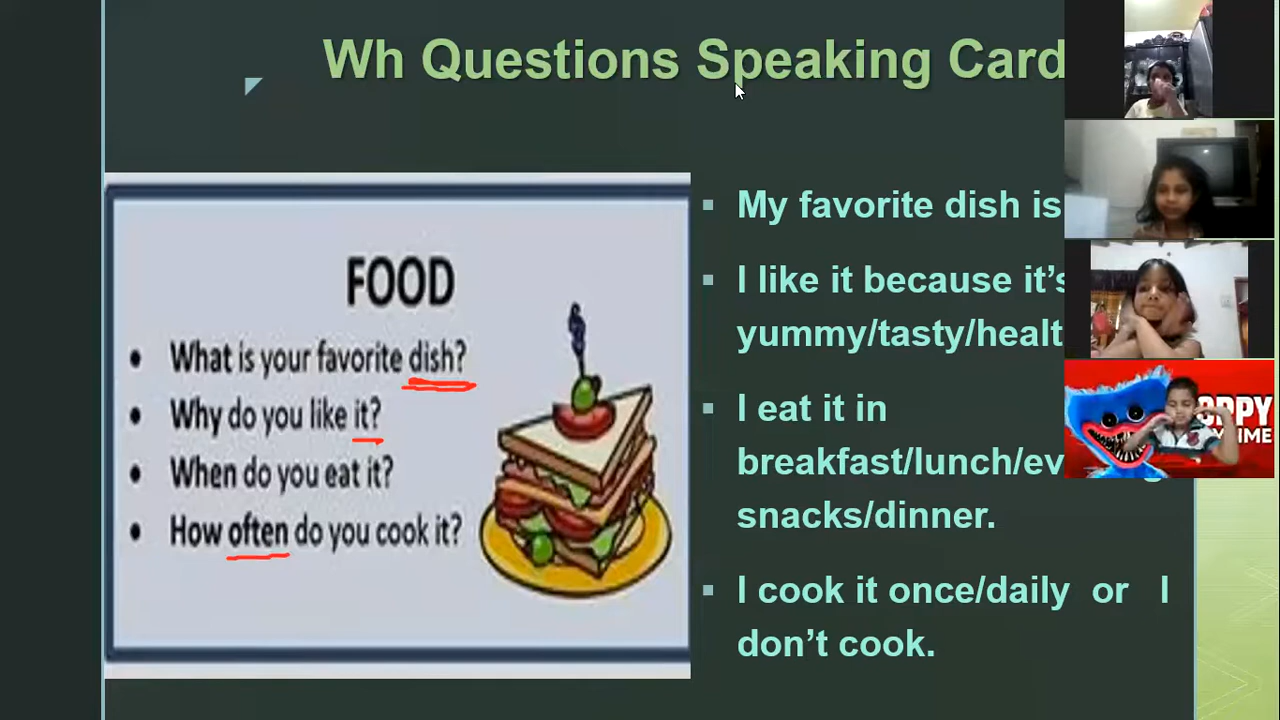 Wh Questions Speaking Card
FOOD
• What is your favorite dish?
• Why do you like it?
• When do you eat it?
• How often do you cook it?
▪ My favorite dish is
▪ I like it because it's
yummy/tasty/healt
▪ I eat it in
breakfast/lunch/ev
snacks/dinner.
▪ I cook it once/daily or I
don't cook.
OPPY
YTIME